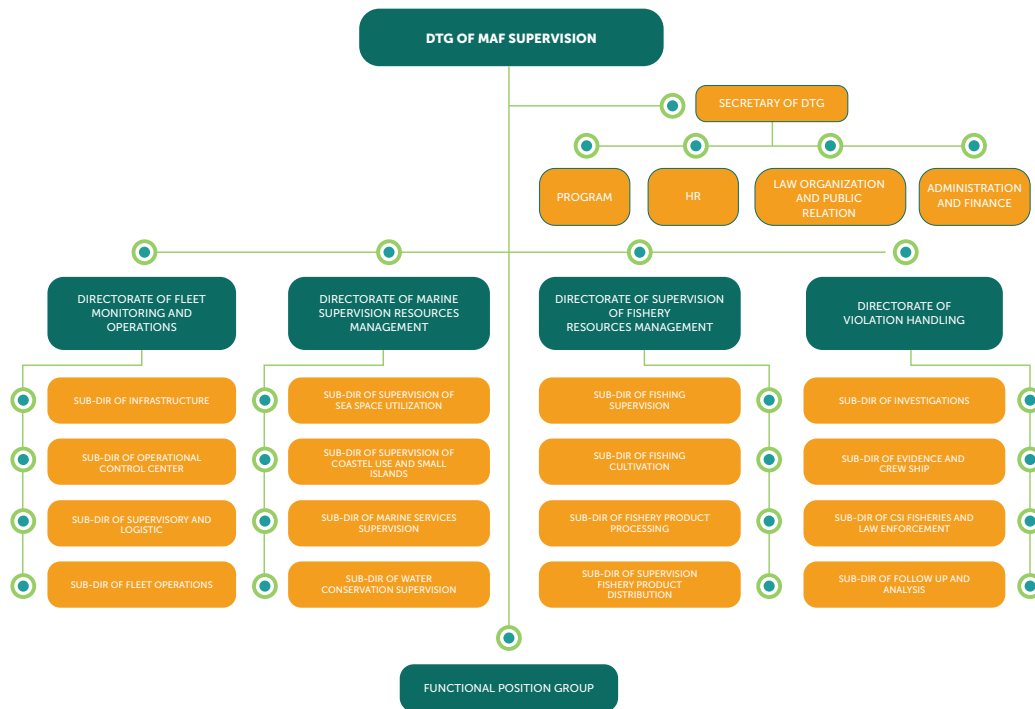 DTG OF MAF SUPERVISION
SECRETARY OF DTG
PROGRAM
HR
LAW ORGANIZATION
AND PUBLIC
RELATION
ADMINISTRATION
AND FINANCE
DIRECTORATE OF FLEET
MONITORING AND
OPERATIONS
DIRECTORATE OF MARINE
SUPERVISION RESOURCES
MANAGEMENT
DIRECTORATE OF SUPERVISION
OF FISHERY
RESOURCES MANAGEMENT
DIRECTORATE OF
VIOLATION HANDLING
SUB-DIR OF INFRASTRUCTURE
SUB-DIR OF SUPERVISION OF
SEA SPACE UTILIZATION
SUB-DIR OF FISHING
SUPERVISION
SUB-DIR OF INVESTIGATIONS
SUB-DIR OF OPERATIONAL
CONTROL CENTER
SUB-DIR OF SUPERVISION OF
COASTEL USE AND SMALL
ISLANDS
SUB-DIR OF FISHING
CULTIVATION
SUB-DIR OF EVIDENCE AND
CREW SHIP
SUB-DIR OF SUPERVISORY AND
LOGISTIC
SUB-DIR OF MARINE SERVICES
SUPERVISION
SUB-DIR OF FISHERY PRODUCT
PROCESSING
SUB-DIR OF CSI FISHERIES AND
LAW ENFORCEMENT
SUB-DIR OF FLEET OPERATIONS
SUB-DIR OF WATER
CONSERVATION SUPERVISION
SUB-DIR OF SUPERVISION
FISHERY PRODUCT
DISTRIBUTION
SUB-DIR OF FOLLOW UP AND
ANALYSIS
FUNCTIONAL POSITION GROUP